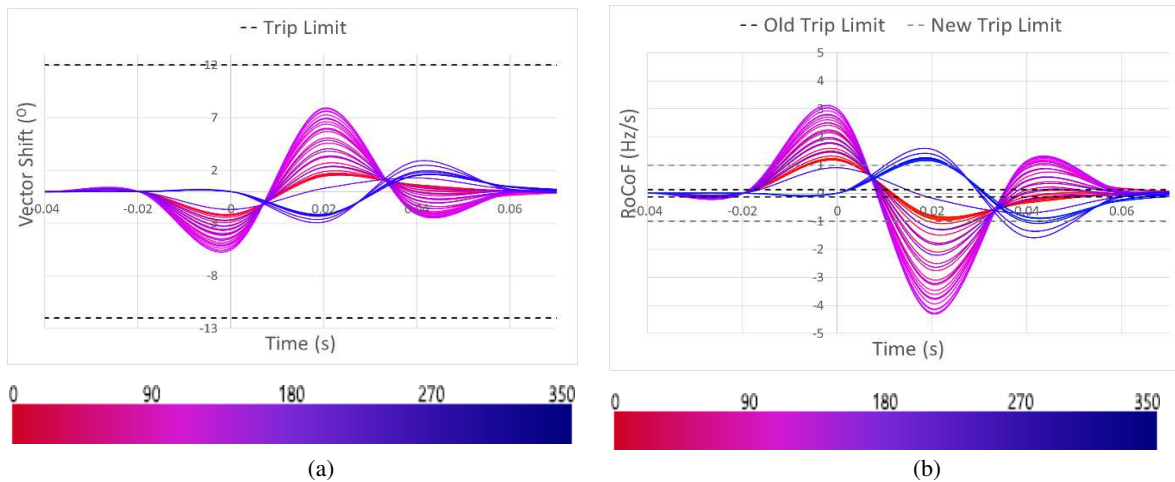 -- Trip Limit
Vector Shift (⁰)
12
7
2
-3
-8
-13
-0.04 -0.02 0 0.02 0.04 0.06
Time (s)
0 90 180 270 350
(a)
-- Old Trip Limit -- New Trip Limit
RoCoF (Hz/s)
5
4
3
2
1
0
-1
-2
-3
-4
-5
-0.04 -0.02 0 0.02 0.04 0.06
Time (s)
0 90 180 270 350
(b)